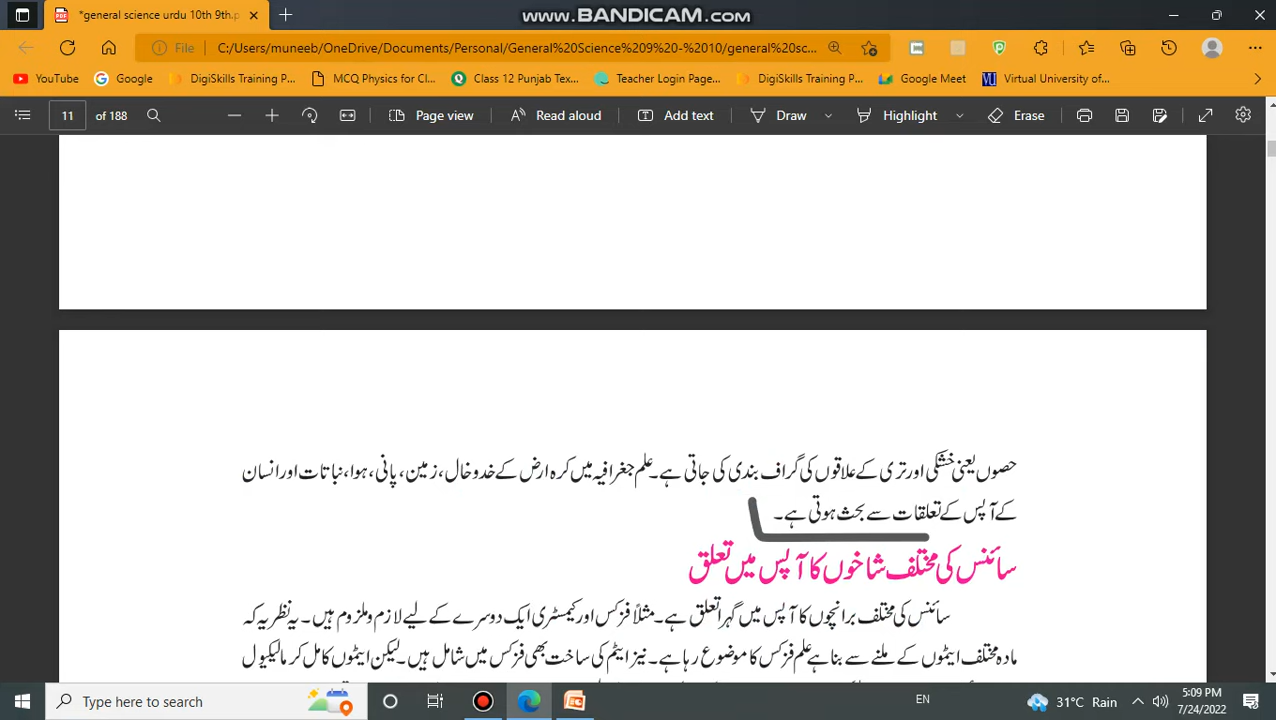 *general science urdu 10th 9th.p
www.BANDICAM.com
File
C:/Users/muneeb/OneDrive/Documents/Personal/General%20Science%209%20-%2010/general%20sc...
YouTube
Google
DigiSkills Training P...
MCQ Physics for Cl...
Class 12 Punjab Tex...
Teacher Login Page...
DigiSkills Training P...
Google Meet
Virtual University of...
11 of 188
Page view
Read aloud
Add text
Draw
Highlight
Erase
حصوں یعنی خشکی اور تری کے علاقوں کی گراف بندی کی جاتی ہے۔ علم جغرافیہ میں کرہ ارض کے خدوخال، زمین، پانی، ہوا، نباتات اور انسان
کے آپس کے تعلقات سے بحث ہوتی ہے۔
سائنس کی مختلف شاخوں کا آپس میں تعلق
سائنس کی مختلف برانچوں کا آپس میں گہرا تعلق ہے۔ مثلاً فزکس اور کیمسٹری ایک دوسرے کے لیے لازم و ملزوم ہیں۔ یہ نظریہ کہ
مادہ مختلف ایٹموں کے ملنے سے بنا ہے علم فزکس کا موضوع رہا ہے۔ نیز ایٹم کی ساخت بھی فزکس میں شامل ہیں۔ لیکن ایٹموں کا مل کر مالیکیول
Type here to search
EN
31°C Rain
5:09 PM
7/24/2022